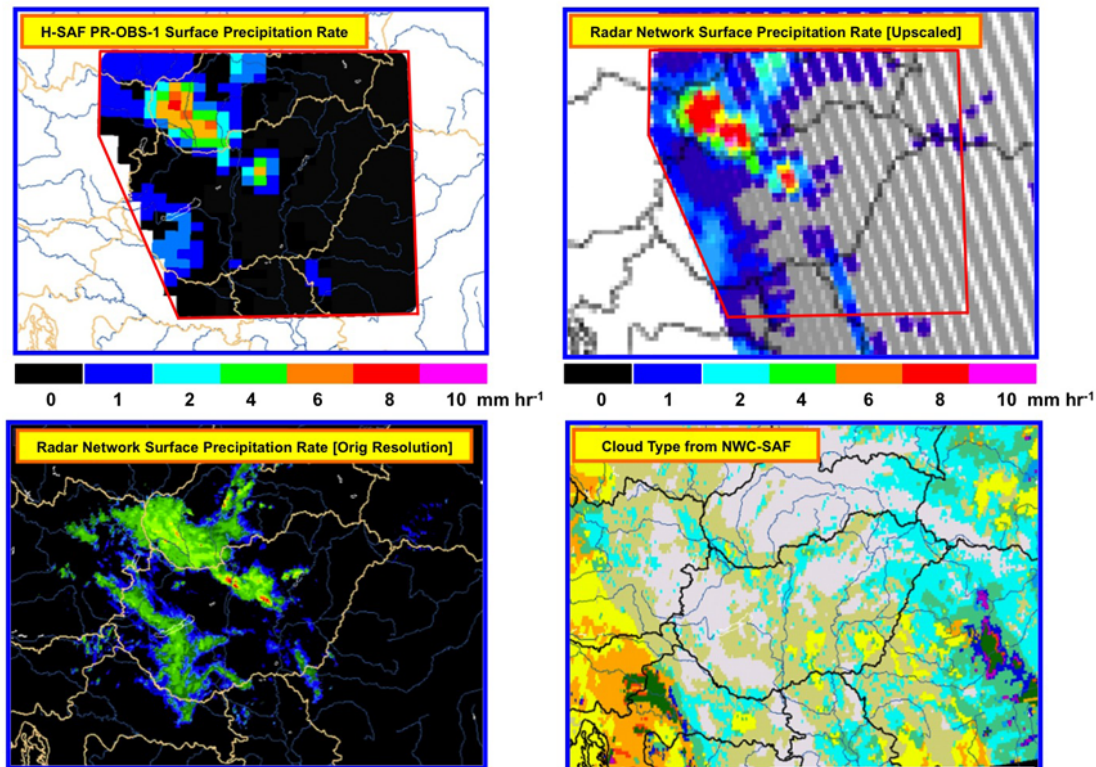 H-SAF PR-OBS-1 Surface Precipitation Rate
Radar Network Surface Precipitation Rate [Upscaled]
0 1 2 4 6 8 10 mm hr-1
0 1 2 4 6 8 10 mm hr-1
Radar Network Surface Precipitation Rate [Orig Resolution]
Cloud Type from NWC-SAF